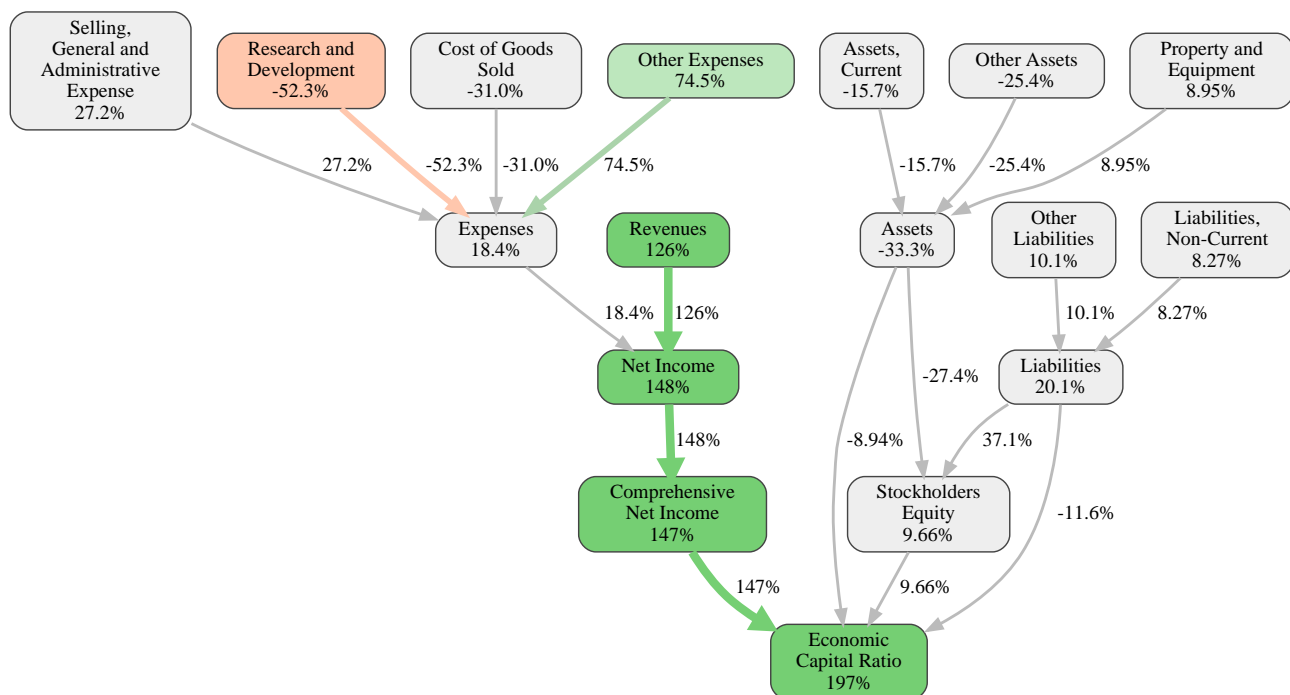 Selling,
General and
Administrative
Expense
27.2%
Research and
Development
-52.3%
Cost of Goods
Sold
-31.0%
Other Expenses
74.5%
Assets,
Current
-15.7%
Other Assets
-25.4%
Property and
Equipment
8.95%
27.2%
-52.3%
-31.0%
74.5%
-15.7%
-25.4%
8.95%
Expenses
18.4%
Revenues
126%
Assets
-33.3%
Other
Liabilities
10.1%
Liabilities,
Non-Current
8.27%
18.4%
126%
10.1%
8.27%
Net Income
148%
-27.4%
Liabilities
20.1%
148%
-8.94%
37.1%
Comprehensive
Net Income
147%
Stockholders
Equity
9.66%
-11.6%
147%
9.66%
Economic
Capital Ratio
197%